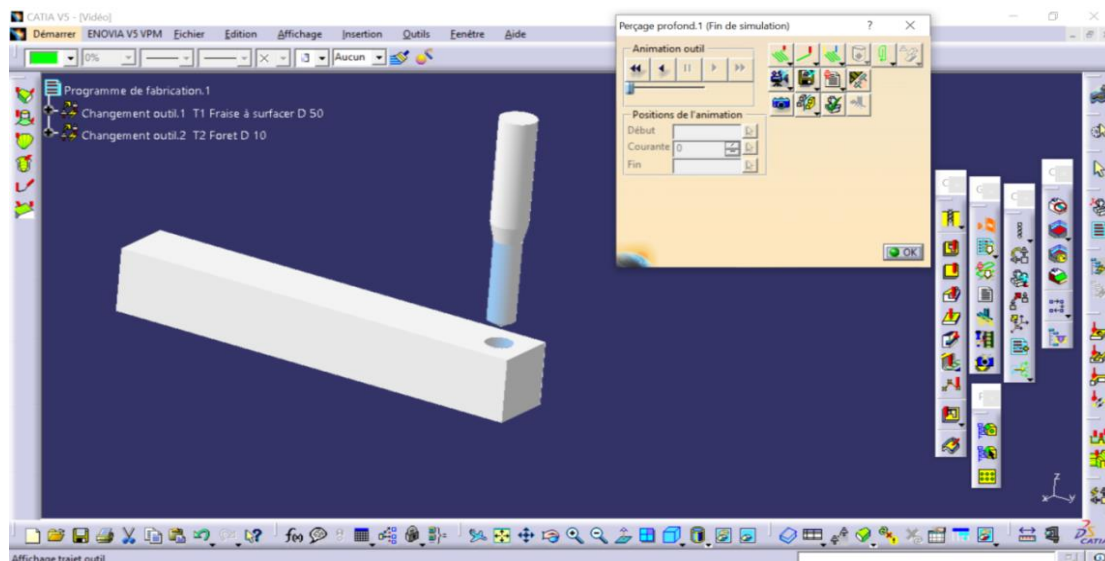 CATIA V5 - [Vidéo]
Démarrer ENOVIA V5 VPM Fichier Edition Affichage Insertion Outils Fenêtre Aide
0% Aucun
Programme de fabrication.1
Changement outil.1 T1 Fraise à surfacer D 50
Changement outil.2 T2 Foret D 10
Perçage profond.1 (Fin de simulation) ?
Animation outil
Positions de l'animation
Début
Courante 0
Fin
OK
z
x y
f(x)
CATIA
Affichage trajet outil